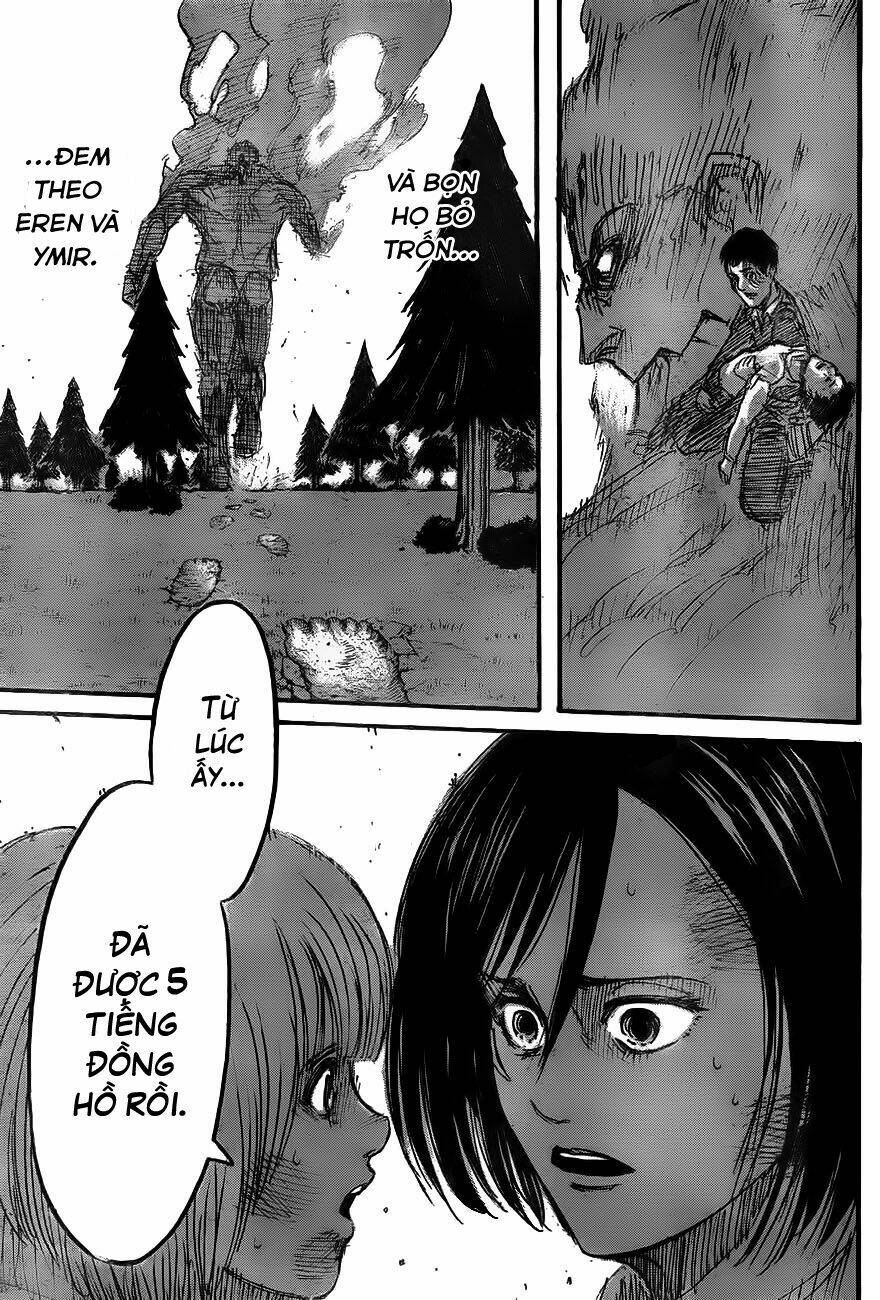 VÀ BỌN
HỌ BỎ
TRỐN...
...ĐEM
THEO
EREN VÀ
YMIR.
TỪ
LÚC
ẤY...
ĐÃ
ĐƯỢC 5
TIẾNG
ĐỒNG
HỒ RỒI.